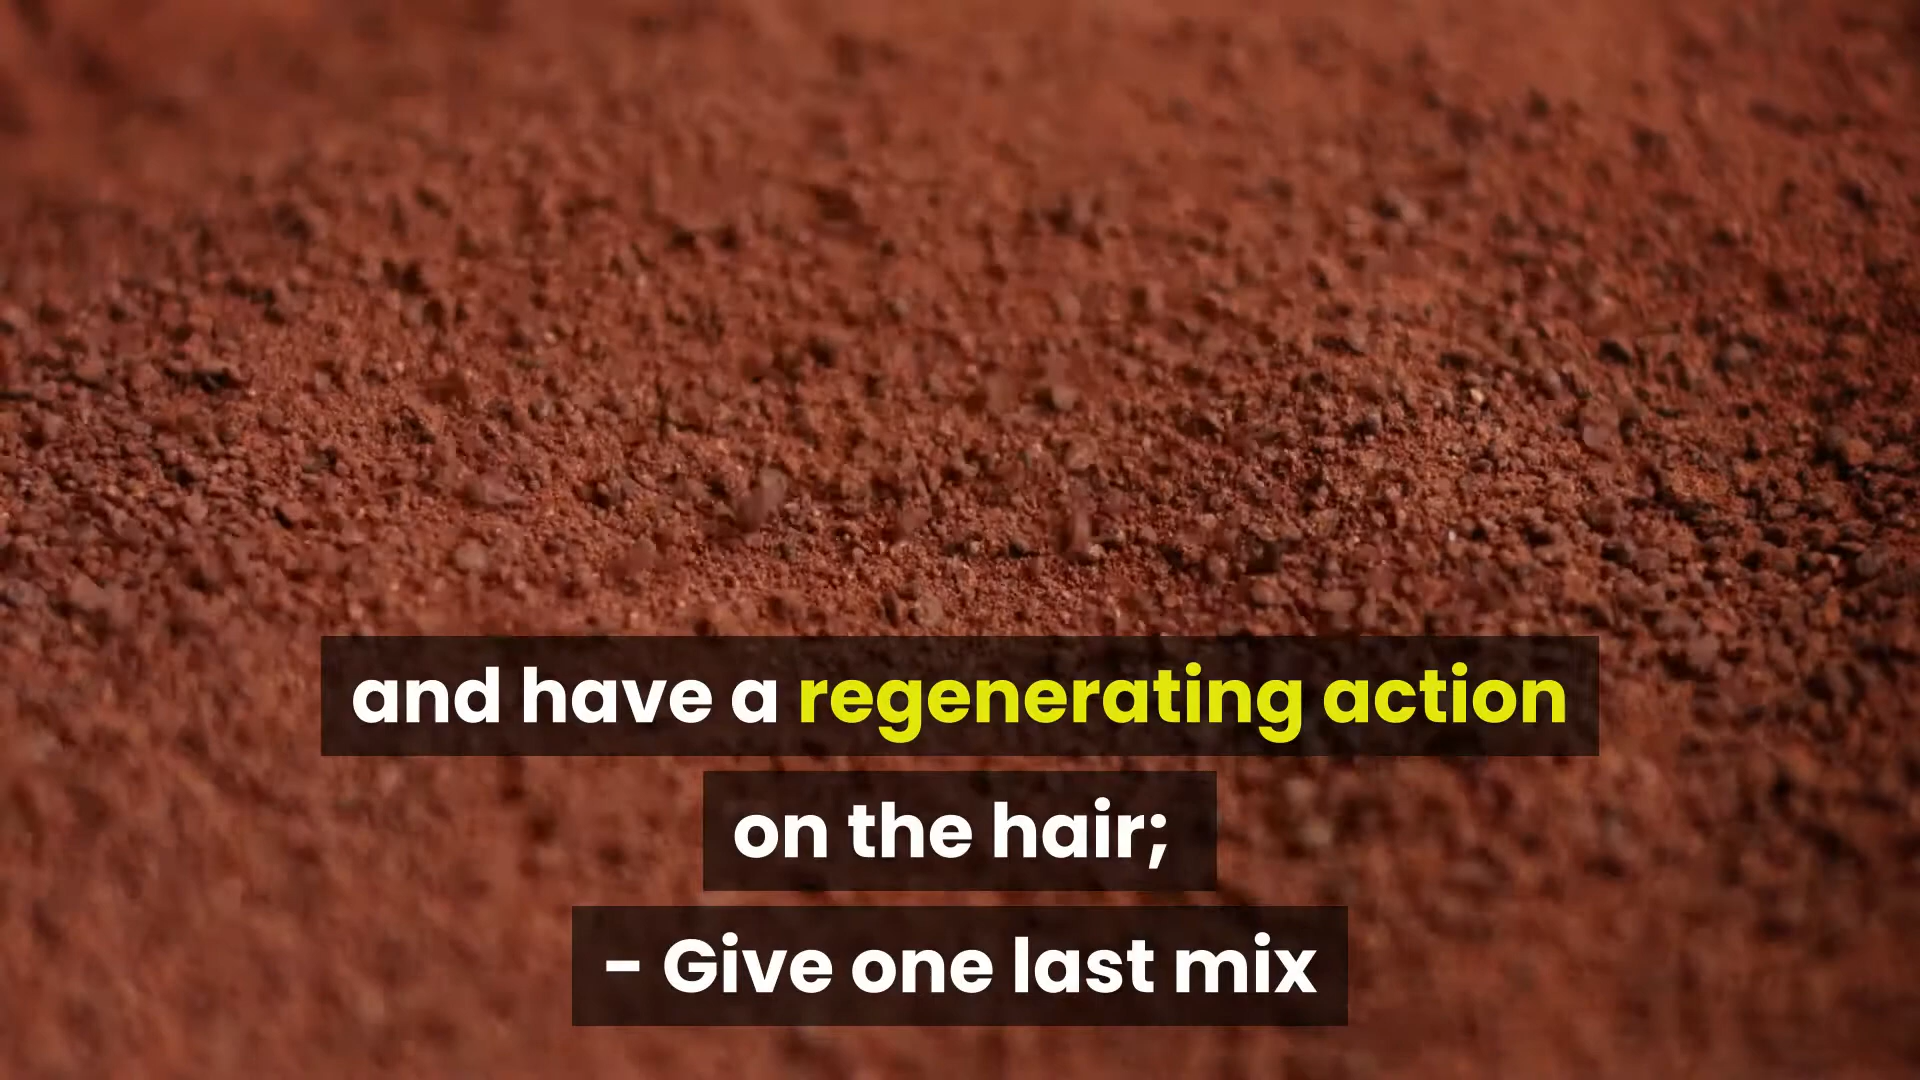 and have a regenerating action
on the hair;
- Give one last mix